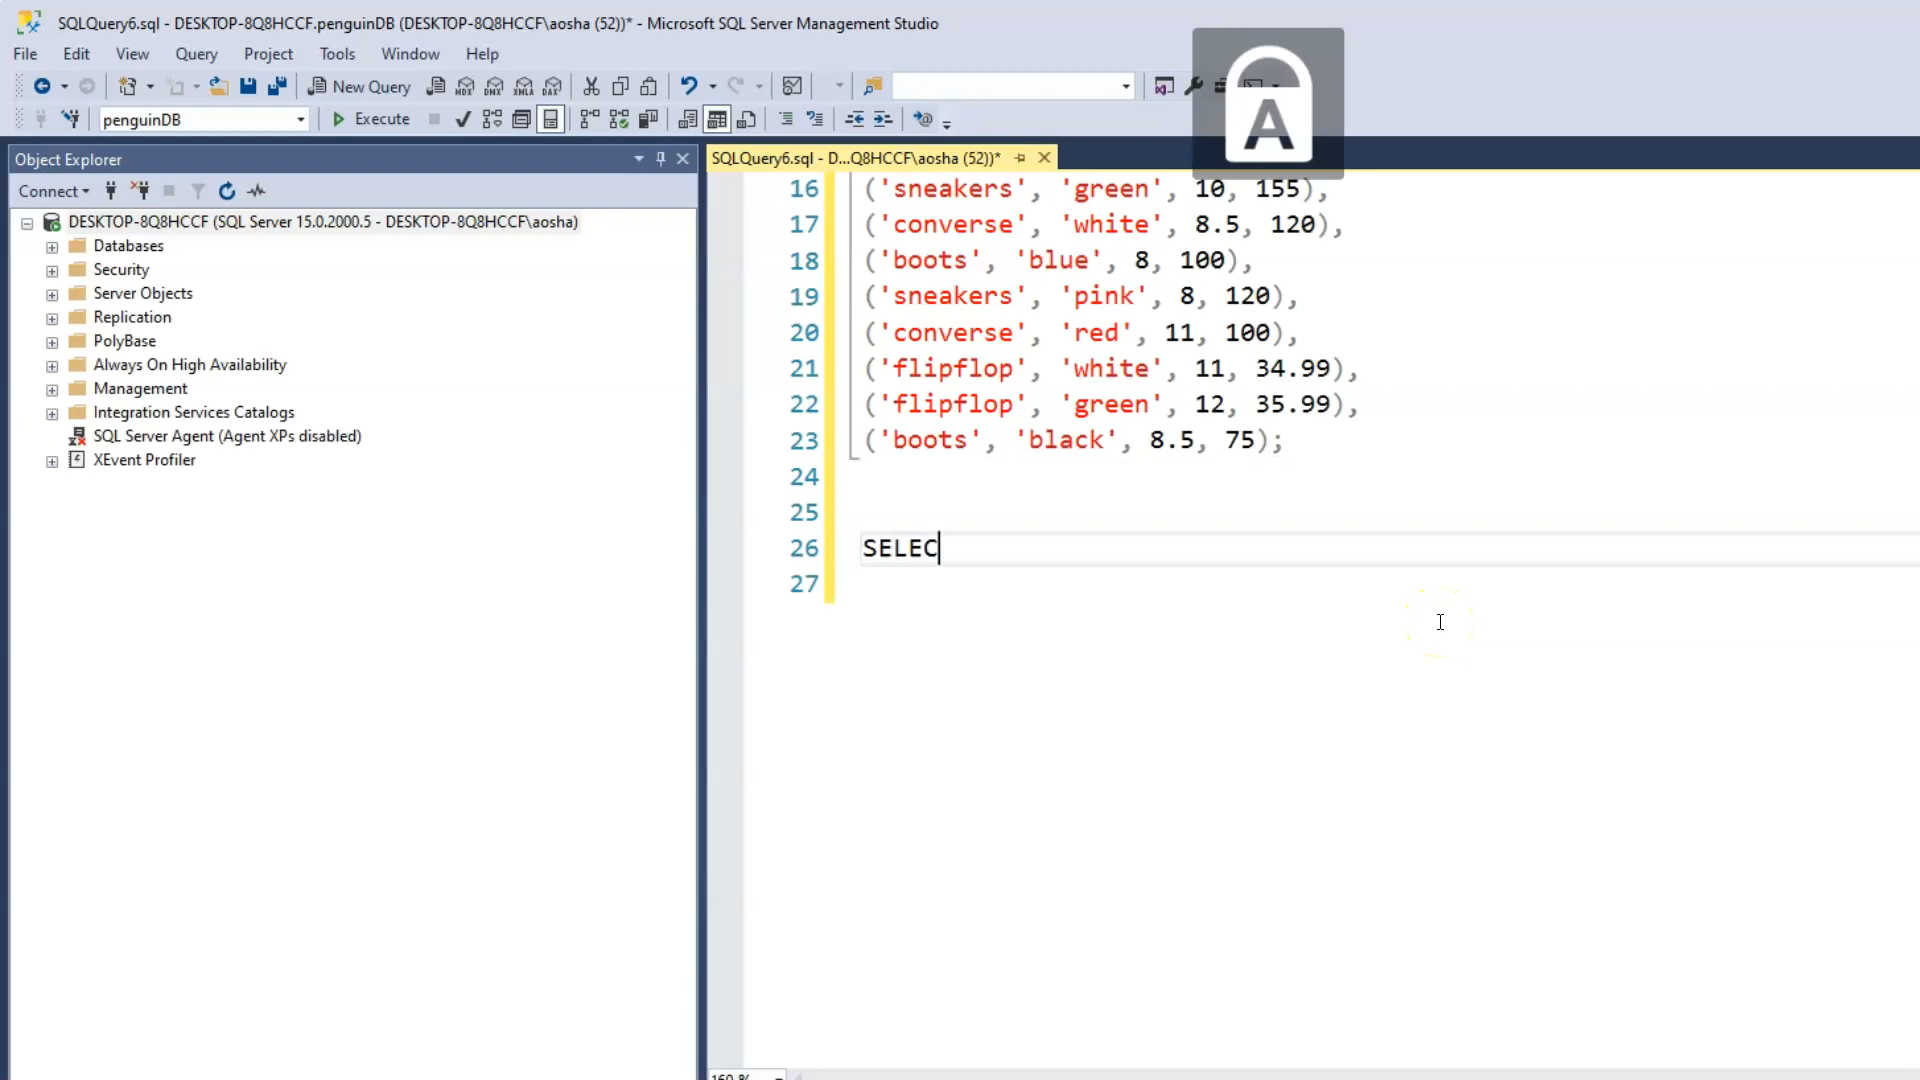 SQLQuery6.sql - DESKTOP-8Q8HCCF.penguinDB (DESKTOP-8Q8HCCF\aosha (52))* - Microsoft SQL Server Management Studio
File Edit View Query Project Tools Window Help
New Query MDX DMX XMLA DAX
penguinDB Execute
A
Object Explorer
SQLQuery6.sql - D...Q8HCCF\aosha (52))*
Connect
DESKTOP-8Q8HCCF (SQL Server 15.0.2000.5 - DESKTOP-8Q8HCCF\aosha)
Databases
Security
Server Objects
Replication
PolyBase
Always On High Availability
Management
Integration Services Catalogs
SQL Server Agent (Agent XPs disabled)
XEvent Profiler
16 ('sneakers', 'green', 10, 155),
17 ('converse', 'white', 8.5, 120),
18 ('boots', 'blue', 8, 100),
19 ('sneakers', 'pink', 8, 120),
20 ('converse', 'red', 11, 100),
21 ('flipflop', 'white', 11, 34.99),
22 ('flipflop', 'green', 12, 35.99),
23 ('boots', 'black', 8.5, 75);
24
25
26 SELEC
27